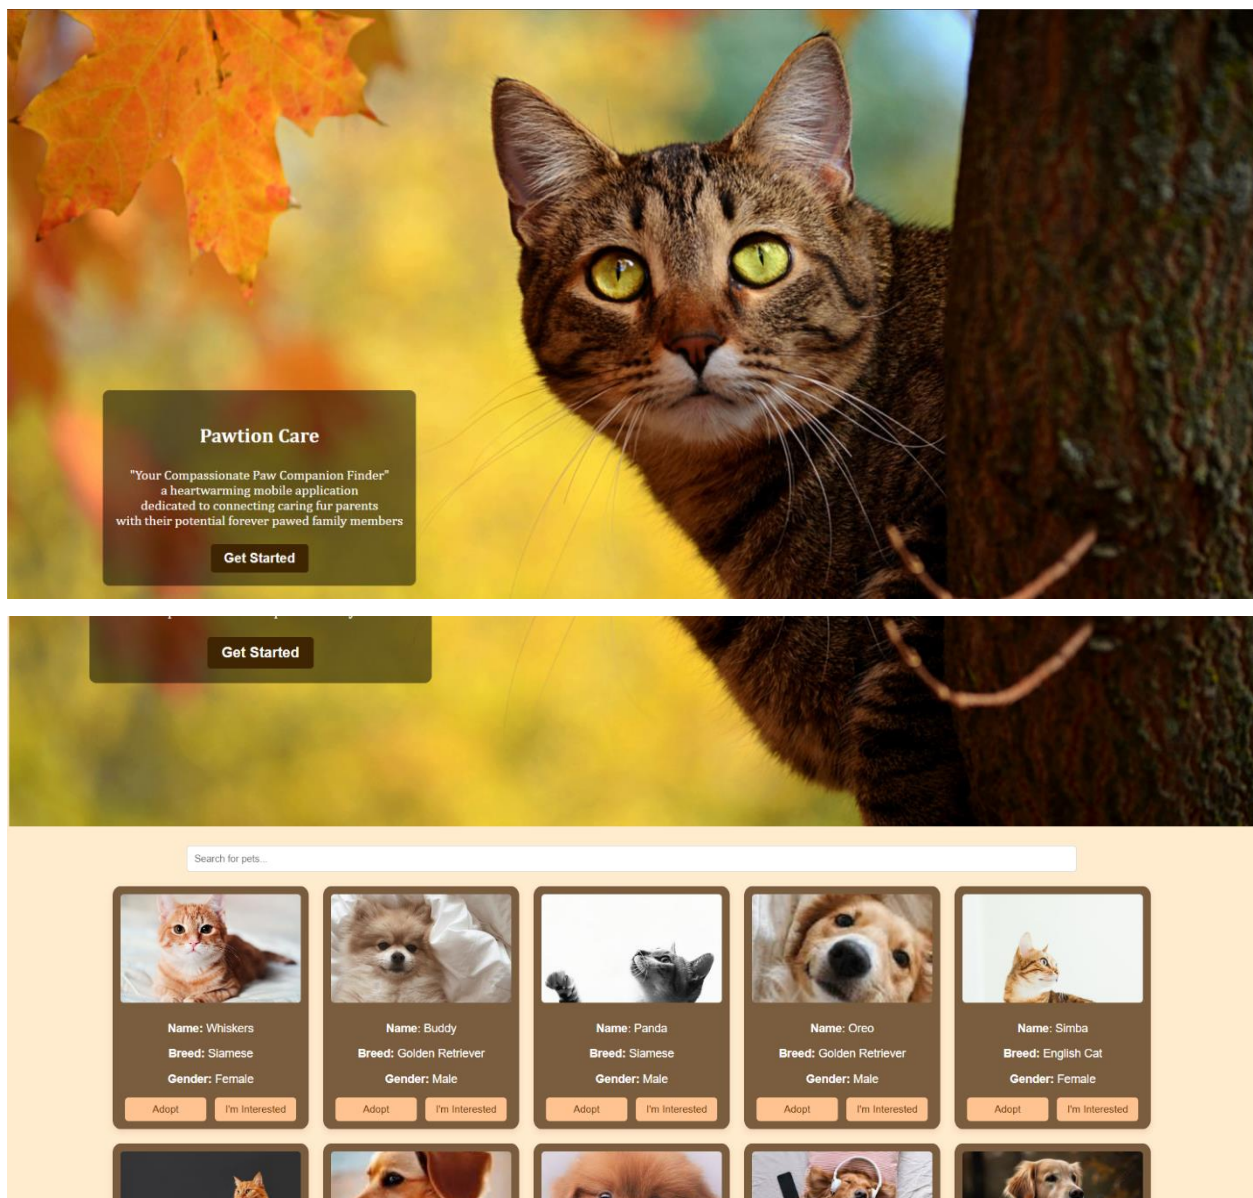 Pawtion Care
"Your Compassionate Paw Companion Finder"
a heartwarming mobile application
dedicated to connecting caring fur parents
with their potential forever pawed family members
Get Started
Get Started
Search for pets...
Name: Whiskers
Breed: Siamese
Gender: Female
Adopt I'm Interested
Name: Buddy
Breed: Golden Retriever
Gender: Male
Adopt I'm Interested
Name: Panda
Breed: Siamese
Gender: Male
Adopt I'm Interested
Name: Oreo
Breed: Golden Retriever
Gender: Male
Adopt I'm Interested
Name: Simba
Breed: English Cat
Gender: Female
Adopt I'm Interested